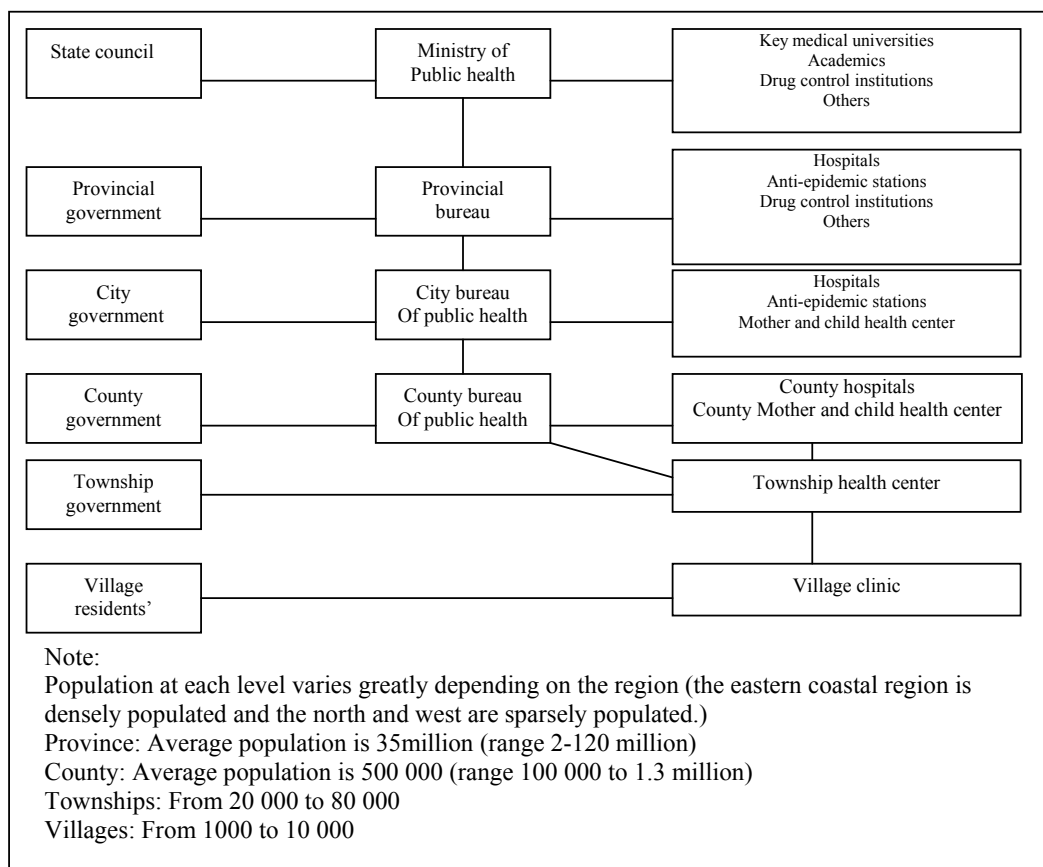 State council
Ministry of
Public health
Key medical universities
Academics
Drug control institutions
Others
Provincial
government
Provincial
bureau
Hospitals
Anti-epidemic stations
Drug control institutions
Others
City
government
City bureau
Of public health
Hospitals
Anti-epidemic stations
Mother and child health center
County
government
County bureau
Of public health
County hospitals
County Mother and child health center
Township
government
Township health center
Village
residents’
Village clinic
Note:
Population at each level varies greatly depending on the region (the eastern coastal region is
densely populated and the north and west are sparsely populated.)
Province: Average population is 35million (range 2-120 million)
County: Average population is 500 000 (range 100 000 to 1.3 million)
Townships: From 20 000 to 80 000
Villages: From 1000 to 10 000